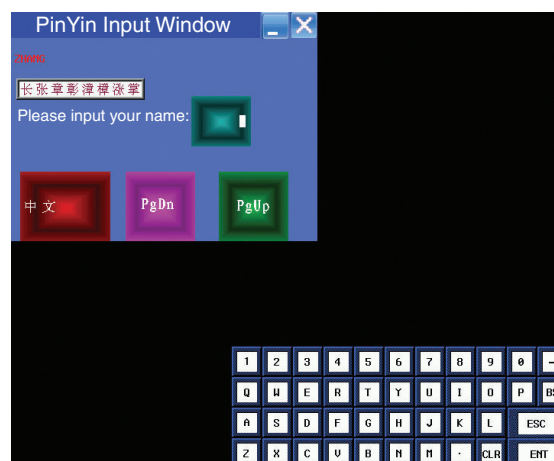 PinYin Input Window
ZHANG
长张章彰漳樟涨掌
Please input your name:
中文 PgDn PgUp
1 2 3 4 5 6 7 8 9 0 -
Q W E R T Y U I O P BS
A S D F G H J K L ESC
Z X C V B N M . CLR ENT